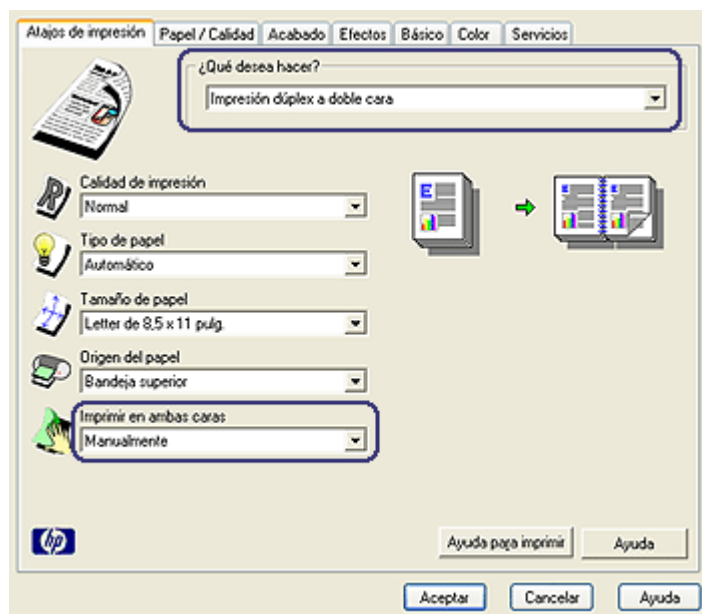 Atajos de impresión Papel / Calidad Acabado Efectos Básico Color Servicios
¿Qué desea hacer?
Impresión dúplex a doble cara
Calidad de impresión
Normal
Tipo de papel
Automático
Tamaño de papel
Letter de 8,5 x 11 pulg.
Origen del papel
Bandeja superior
Imprimir en ambas caras
Manualmente
hp
Ayuda para imprimir Ayuda
Aceptar Cancelar Ayuda